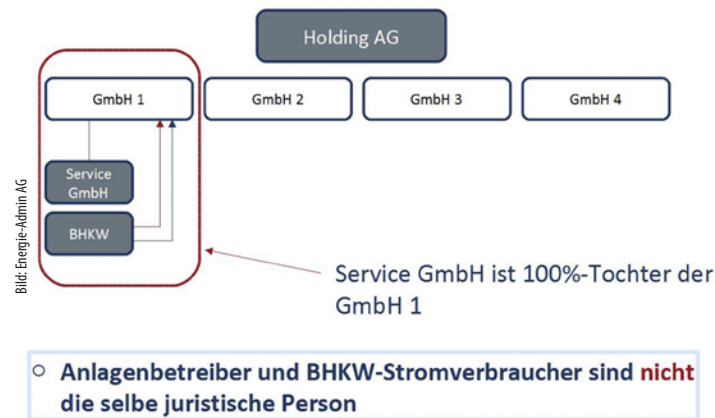 Holding AG
GmbH 1
GmbH 2
GmbH 3
GmbH 4
Service
GmbH
BHKW
Bild: Energie-Admin AG
Service GmbH ist 100%-Tochter der
GmbH 1
○ Anlagenbetreiber und BHKW-Stromverbraucher sind nicht
die selbe juristische Person